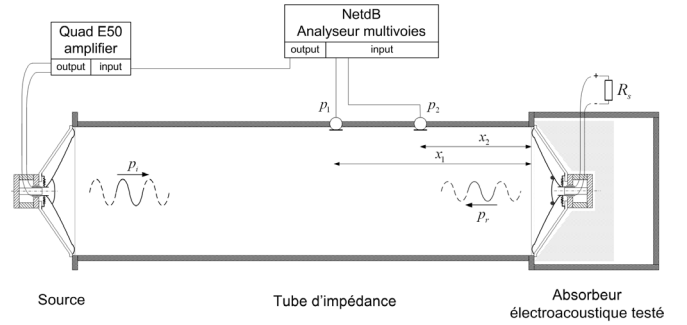 NetdB
Analyseur multivoies
output input
Quad E50
amplifier
output input
+
-
Rs
p1
p2
x2
x1
pi
pr
Source
Tube d'impédance
Absorbeur
électroacoustique testé